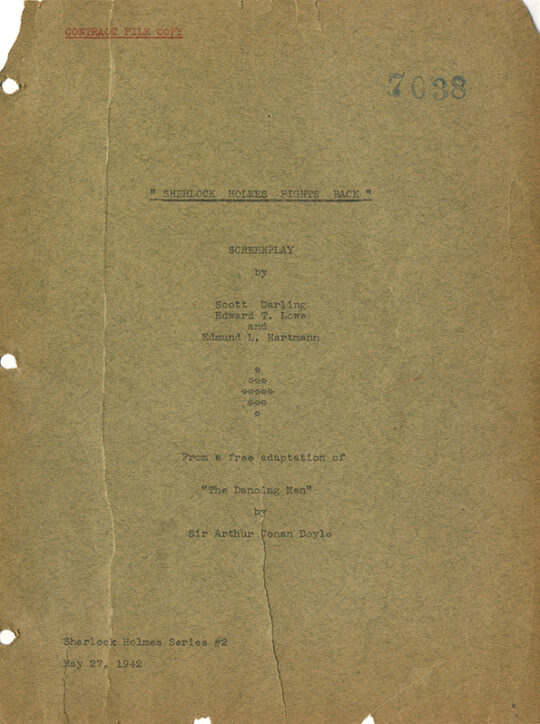 CONTRACT FILE COPY
7038
" SHERLOCK HOLMES FIGHTS BACK "
SCREENPLAY
by
Scott Darling
Edward T. Lowe
and
Edmund L. Hartmann
From a free adaptation of
"The Dancing Men"
by
Sir Arthur Conan Doyle
Sherlock Holmes Series #2
May 27, 1942